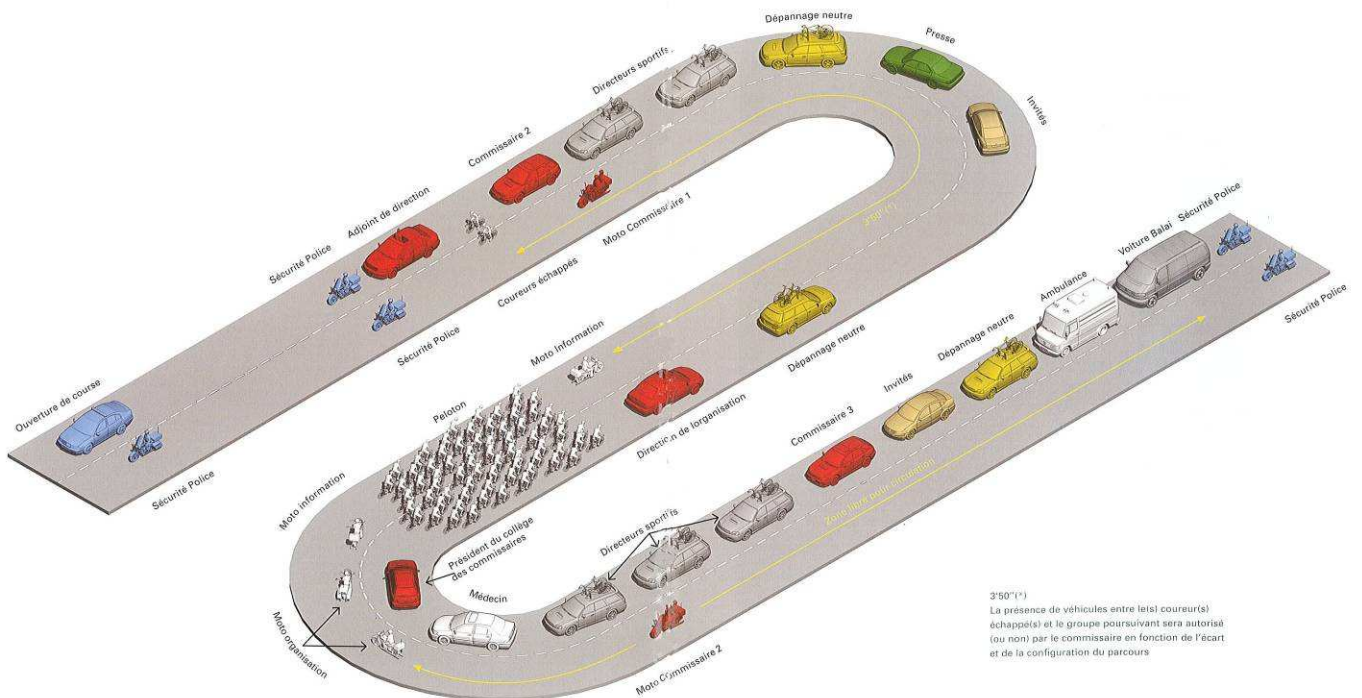 Dépannage neutre
Presse
Directeurs sportifs
Invités
Commissaire 2
Adjoint de direction
Sécurité Police
Moto Commissaire 1
Coureurs échappés
Sécurité Police
3'50"(*)
Sécurité Police
Voiture Balai
Sécurité Police
Ambulance
Dépannage neutre
Invités
Commissaire 3
Zone libre pour circulation
Dépannage neutre
Moto Information
Direction de lorganisation
Peloton
Ouverture de course
Sécurité Police
Moto information
Président du collège
des commissaires
Directeurs sportifs
Médecin
Moto organisation
Moto Commissaire 2
3'50"(*)
La présence de véhicules entre le(s) coureur(s)
échappé(s) et le groupe poursuivant sera autorisé
(ou non) par le commissaire en fonction de l'écart
et de la configuration du parcours